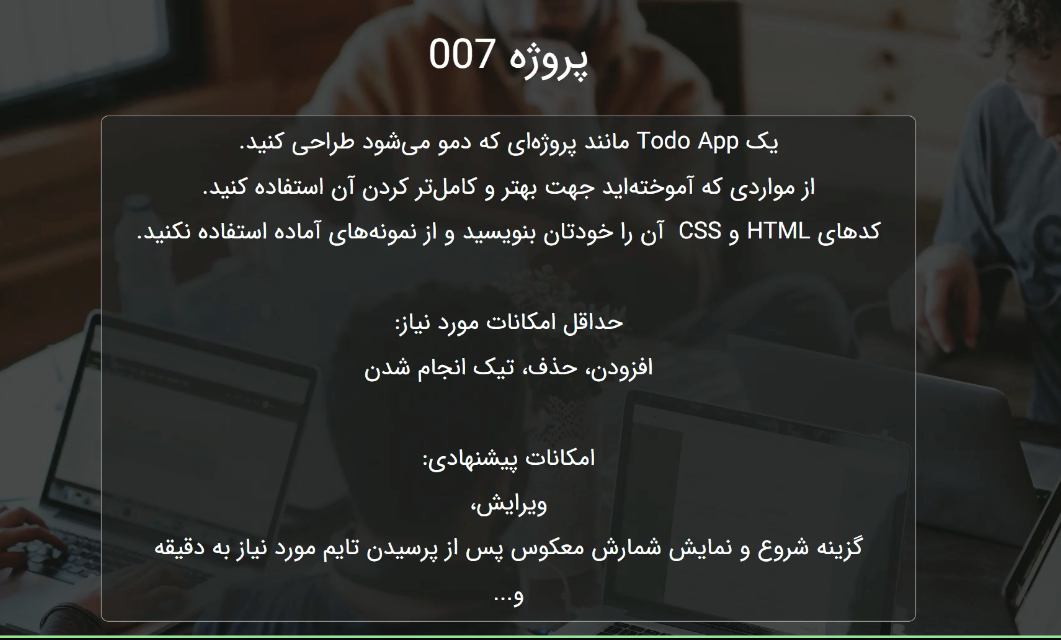 پروژه 007
یک Todo App مانند پروژه‌ای که دمو می‌شود طراحی کنید.
از مواردی که آموخته‌اید جهت بهتر و کامل‌تر کردن آن استفاده کنید.
کدهای HTML و CSS آن را خودتان بنویسید و از نمونه‌های آماده استفاده نکنید.
حداقل امکانات مورد نیاز:
افزودن، حذف، تیک انجام شدن
امکانات پیشنهادی:
ویرایش،
گزینه شروع و نمایش شمارش معکوس پس از پرسیدن تایم مورد نیاز به دقیقه
و...